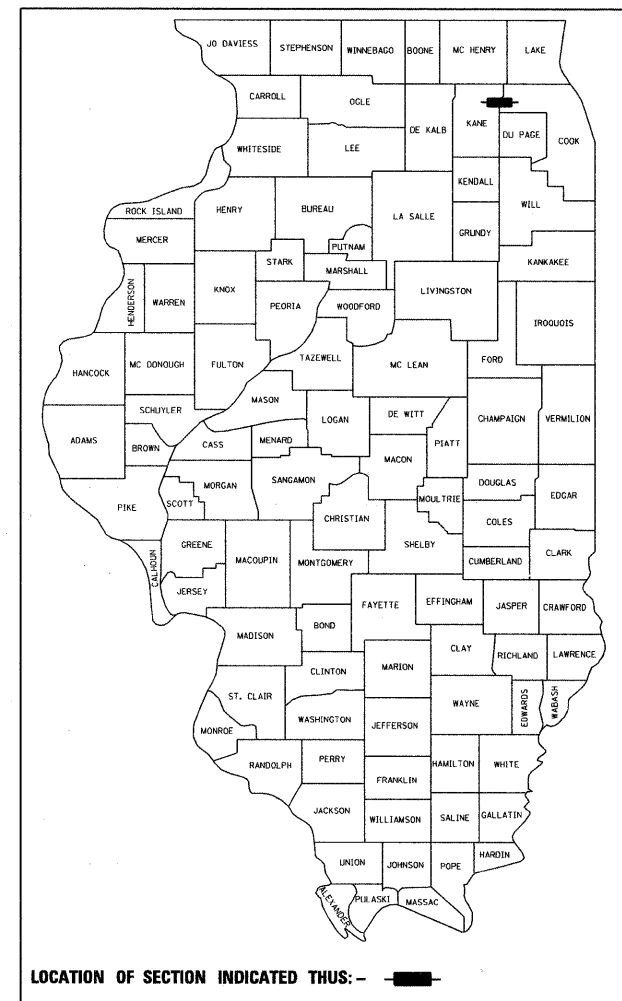 JO DAVIESS
STEPHENSON
WINNEBAGO
BOONE
MC HENRY
LAKE
CARROLL
OGLE
DE KALB
KANE
DU PAGE
COOK
WHITESIDE
LEE
KENDALL
WILL
ROCK ISLAND
HENRY
BUREAU
LA SALLE
GRUNDY
MERCER
PUTNAM
STARK
MARSHALL
KANKAKEE
HENDERSON
WARREN
KNOX
PEORIA
WOODFORD
LIVINGSTON
IROQUOIS
HANCOCK
MC DONOUGH
FULTON
TAZEWELL
MC LEAN
FORD
SCHUYLER
MASON
LOGAN
DE WITT
CHAMPAIGN
VERMILION
ADAMS
BROWN
CASS
MENARD
MACON
PIATT
PIKE
SCOTT
MORGAN
SANGAMON
CHRISTIAN
MOULTRIE
DOUGLAS
EDGAR
COLES
SHELBY
CALHOUN
GREENE
MACOUPIN
MONTGOMERY
CUMBERLAND
CLARK
JERSEY
FAYETTE
EFFINGHAM
JASPER
CRAWFORD
MADISON
BOND
CLAY
RICHLAND
LAWRENCE
CLINTON
MARION
ST. CLAIR
WAYNE
EDWARDS
WABASH
WASHINGTON
JEFFERSON
MONROE
RANDOLPH
PERRY
HAMILTON
WHITE
FRANKLIN
JACKSON
WILLIAMSON
SALINE
GALLATIN
UNION
JOHNSON
POPE
HARDIN
ALEXANDER
PULASKI
MASSAC
LOCATION OF SECTION INDICATED THUS: -